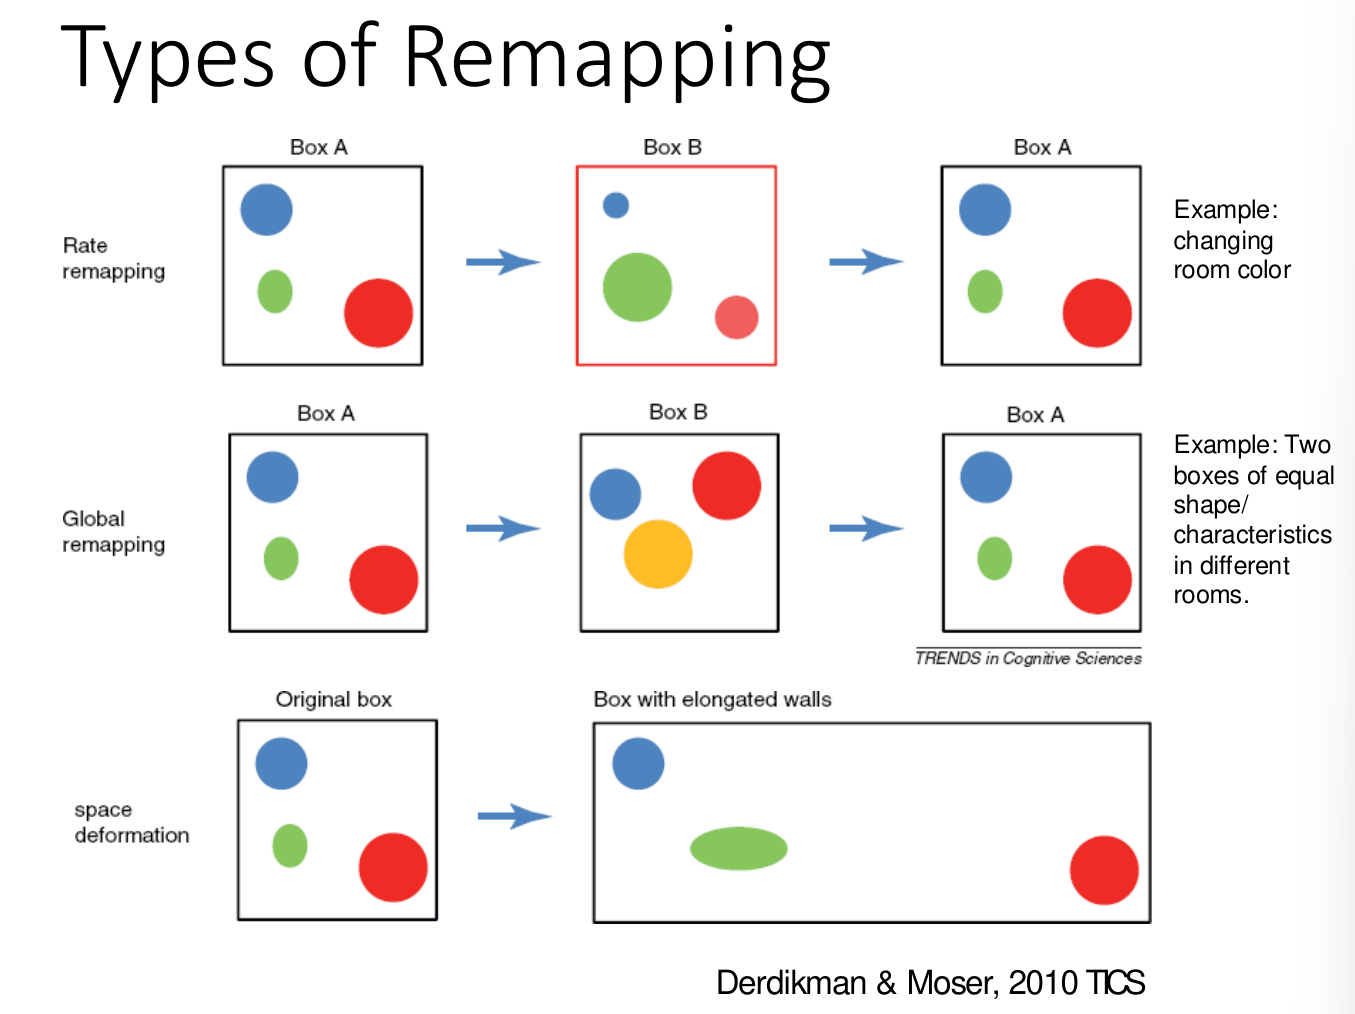 Types of Remapping
Box A
Box B
Box A
Rate
remapping
Example:
changing
room color
Box A
Box B
Box A
Global
remapping
Example: Two
boxes of equal
shape/
characteristics
in different
rooms.
TRENDS in Cognitive Sciences
Original box
Box with elongated walls
space
deformation
Derdikman & Moser, 2010 TICS